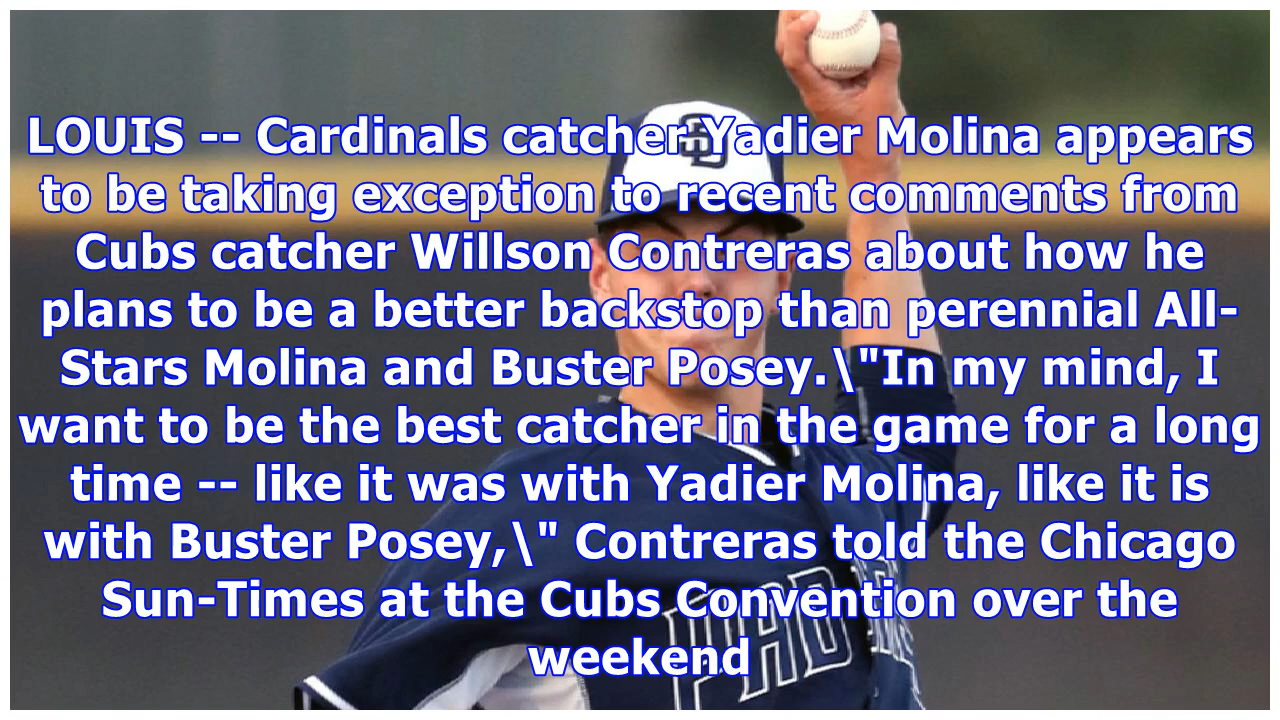 LOUIS -- Cardinals catcher Yadier Molina appears
to be taking exception to recent comments from
Cubs catcher Willson Contreras about how he
plans to be a better backstop than perennial All-
Stars Molina and Buster Posey.\"In my mind, I
want to be the best catcher in the game for a long
time -- like it was with Yadier Molina, like it is
with Buster Posey,\" Contreras told the Chicago
Sun-Times at the Cubs Convention over the
weekend
SD
PADRES